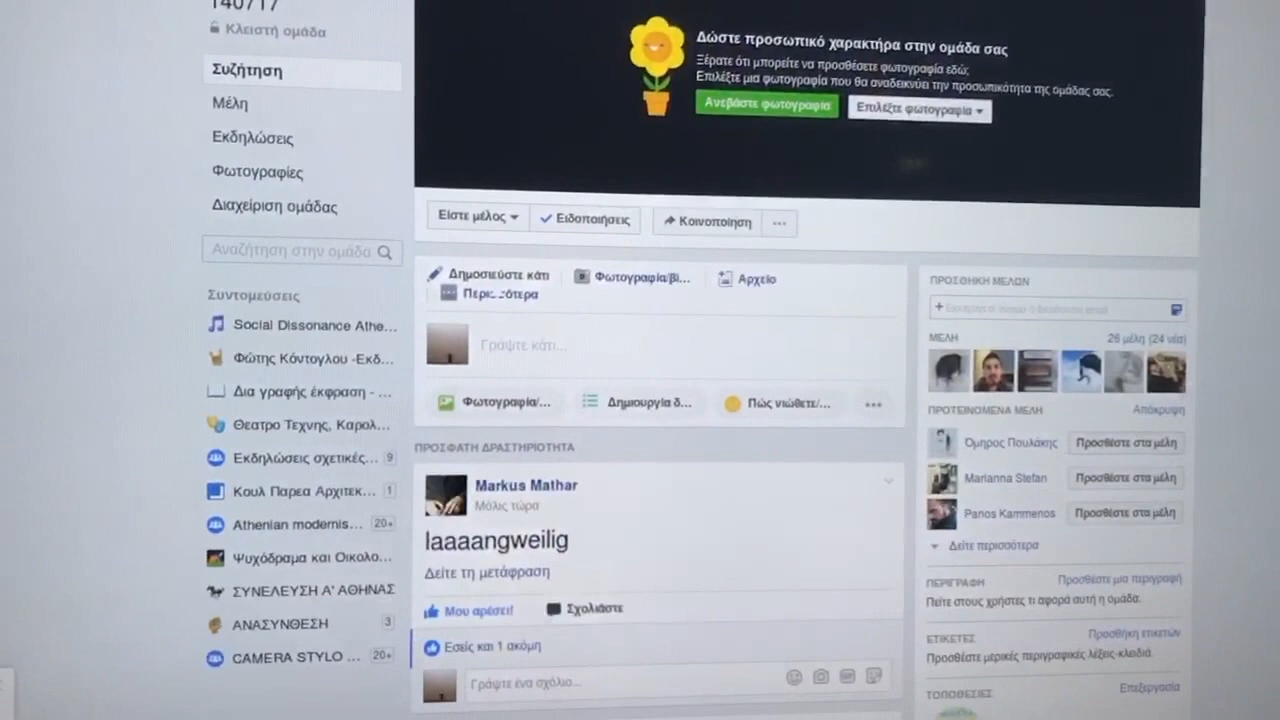 140717
Κλειστή ομάδα
Συζήτηση
Μέλη
Εκδηλώσεις
Φωτογραφίες
Διαχείριση ομάδας
Αναζήτηση στην ομάδα
Συντομεύσεις
Social Dissonance Athe...
Φώτης Κόντογλου -Εκδ...
Δια γραφής έκφραση - ...
Θεατρο Τεχνης, Καρολ...
Εκδηλώσεις σχετικές... 9
Κουλ Παρεα Αρχιτεκ... 1
Athenian modernis... 20+
Ψυχόδραμα και Οικολο...
ΣΥΝΕΛΕΥΣΗ Α' ΑΘΗΝΑΣ
ΑΝΑΣΥΝΘΕΣΗ 3
CAMERA STYLO ... 20+
Δώστε προσωπικό χαρακτήρα στην ομάδα σας
Ξέρατε ότι μπορείτε να προσθέσετε φωτογραφία εδώ;
Επιλέξτε μια φωτογραφία που θα αναδεικνύει την προσωπικότητα της ομάδας σας.
Ανεβάστε φωτογραφία Επιλέξτε φωτογραφία
Είστε μέλος Ειδοποιήσεις Κοινοποίηση ...
Δημοσιεύστε κάτι Φωτογραφία/βί... Αρχείο
Περισσότερα
Γράψτε κάτι...
Φωτογραφία/... Δημιουργία δ... Πώς νιώθετε/...
ΠΡΟΣΦΑΤΗ ΔΡΑΣΤΗΡΙΟΤΗΤΑ
Markus Mathar
Μόλις τώρα
laaaangweilig
Δείτε τη μετάφραση
Μου αρέσει! Σχολιάστε
Εσείς και 1 ακόμη
Γράψτε ένα σχόλιο...
ΠΡΟΣΘΗΚΗ ΜΕΛΩΝ
ΜΕΛΗ 26 μέλη (24 νέα)
ΠΡΟΤΕΙΝΟΜΕΝΑ ΜΕΛΗ Απόκρυψη
Όμηρος Πουλάκης Προσθέστε στα μέλη
Marianna Stefan Προσθέστε στα μέλη
Panos Kammenos Προσθέστε στα μέλη
Δείτε περισσότερα
ΠΕΡΙΓΡΑΦΗ Προσθέστε μια περιγραφή
Πείτε στους χρήστες τι αφορά αυτή η ομάδα.
ΕΤΙΚΕΤΕΣ Προσθήκη ετικετών
Προσθέστε μερικές περιγραφικές λέξεις-κλειδιά.
ΤΟΠΟΘΕΣΙΕΣ Επεξεργασία